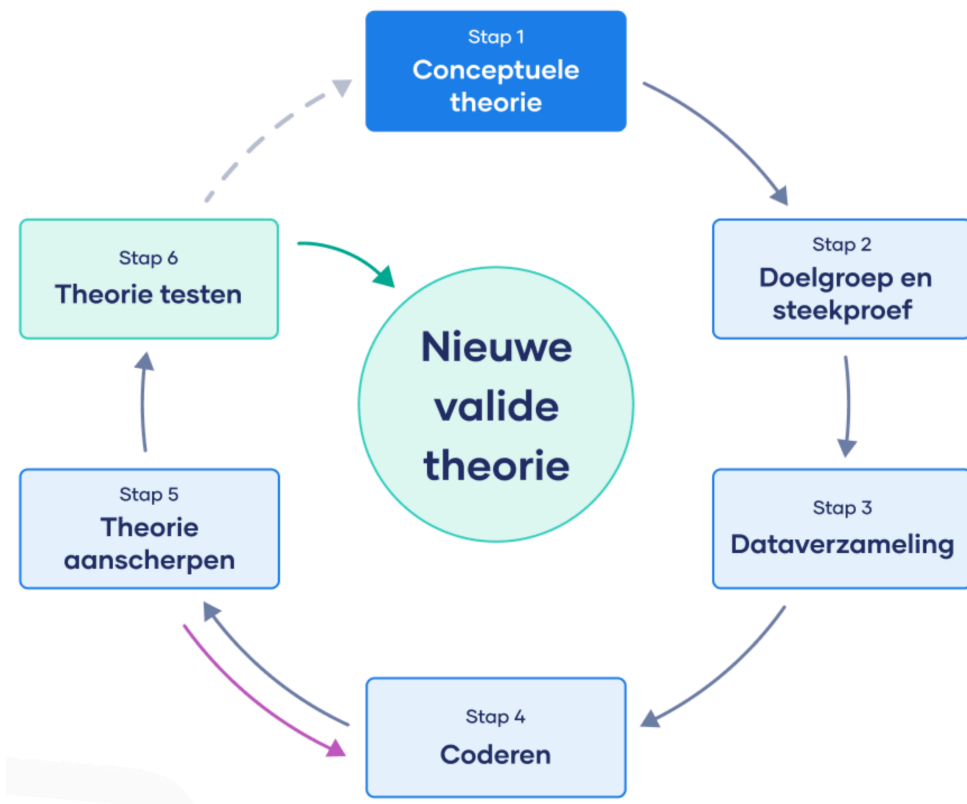 Stap 1
Conceptuele
theorie
Stap 2
Doelgroep en
steekproef
Stap 3
Dataverzameling
Stap 4
Coderen
Stap 5
Theorie
aanscherpen
Stap 6
Theorie testen
Nieuwe
valide
theorie